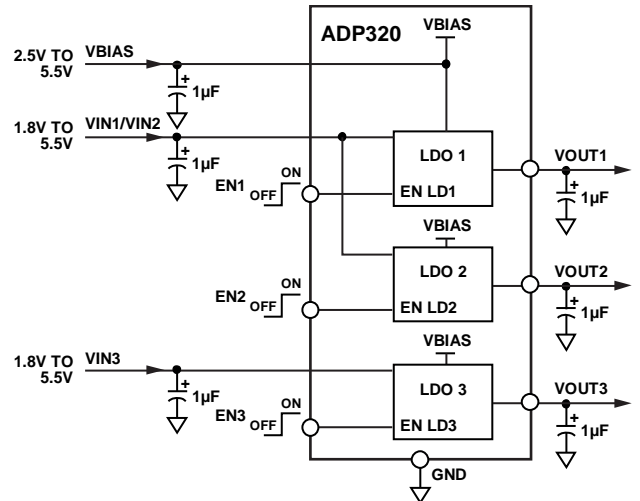 ADP320
VBIAS
2.5V TO
5.5V
VBIAS
+
1µF
1.8V TO
5.5V
VIN1/VIN2
+
1µF
LDO 1
EN LD1
EN1
ON
OFF
VOUT1
+
1µF
VBIAS
LDO 2
EN LD2
EN2
ON
OFF
VOUT2
+
1µF
1.8V TO
5.5V
VIN3
+
1µF
VBIAS
LDO 3
EN LD3
EN3
ON
OFF
VOUT3
+
1µF
GND